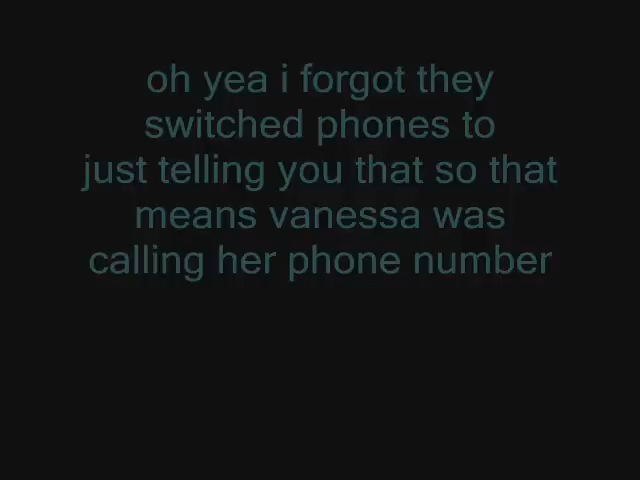 oh yea i forgot they
switched phones to
just telling you that so that
means vanessa was
calling her phone number